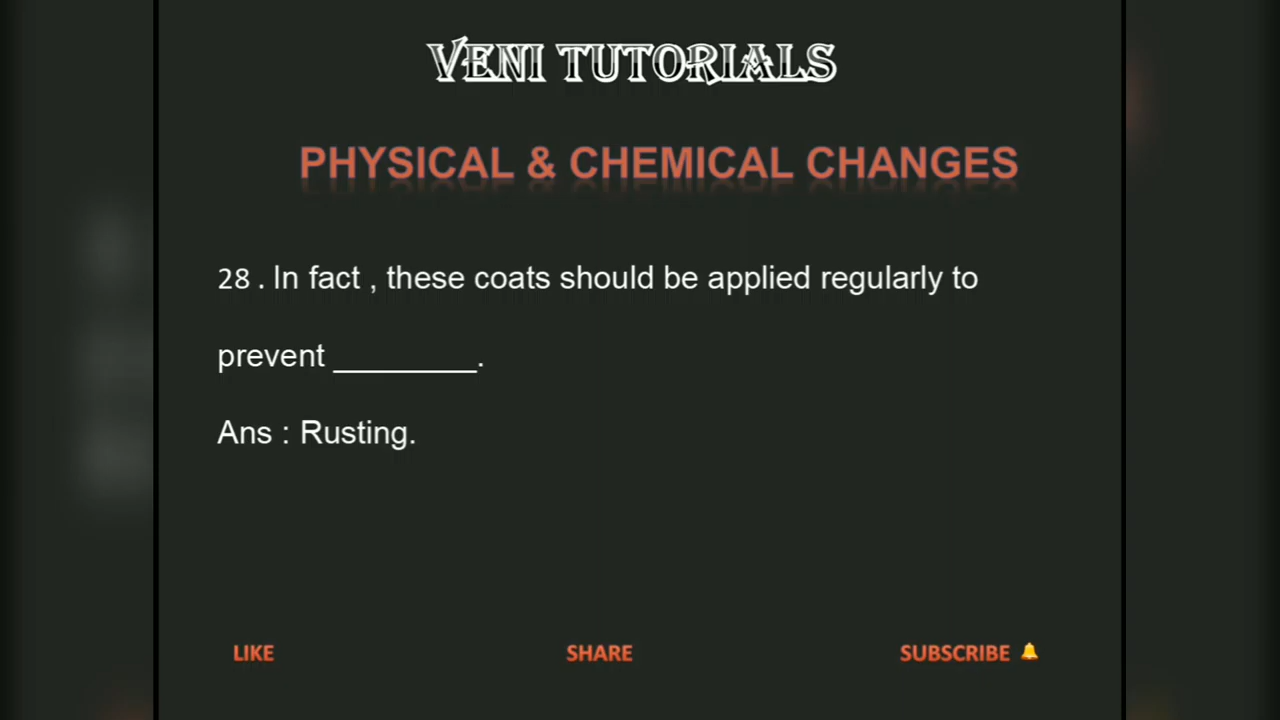 VENI TUTORIALS
PHYSICAL & CHEMICAL CHANGES
28 . In fact , these coats should be applied regularly to
prevent _________.
Ans : Rusting.
LIKE SHARE SUBSCRIBE 🔔